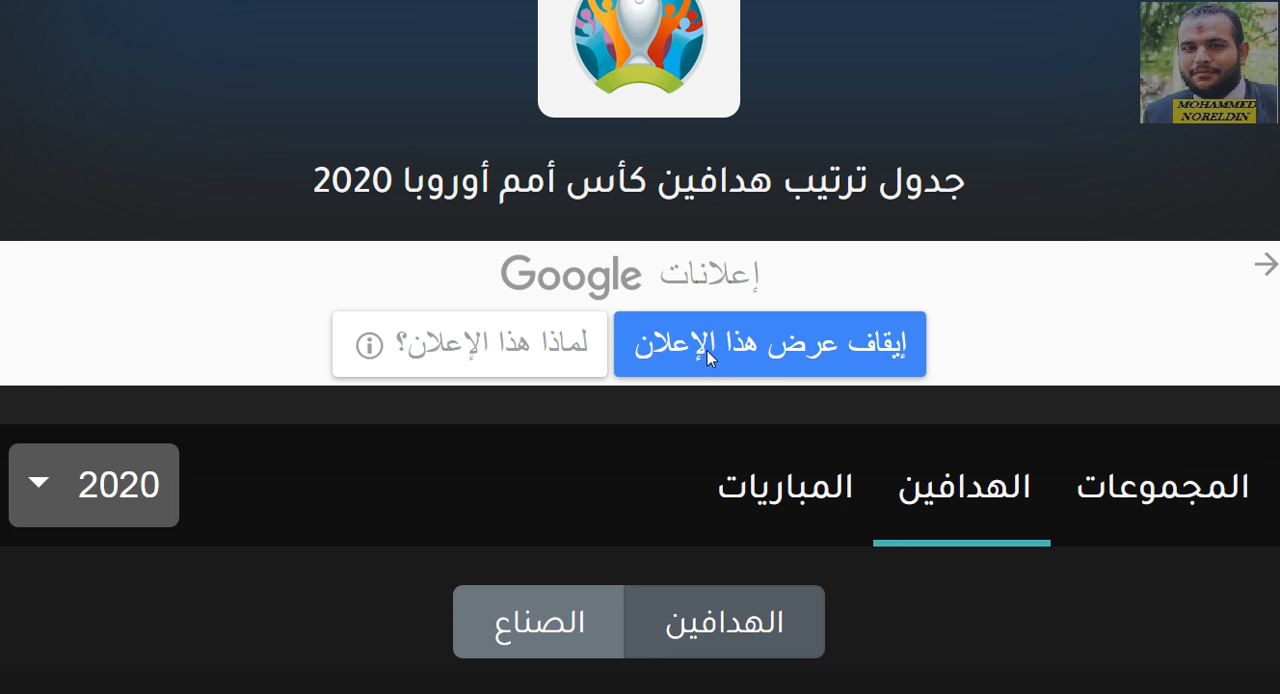 MOHAMMED
NORELDIN
جدول ترتيب هدافين كأس أمم أوروبا 2020
إعلانات Google
إيقاف عرض هذا الإعلان
لماذا هذا الإعلان؟
المجموعات
الهدافين
المباريات
2020
الهدافين
الصناع